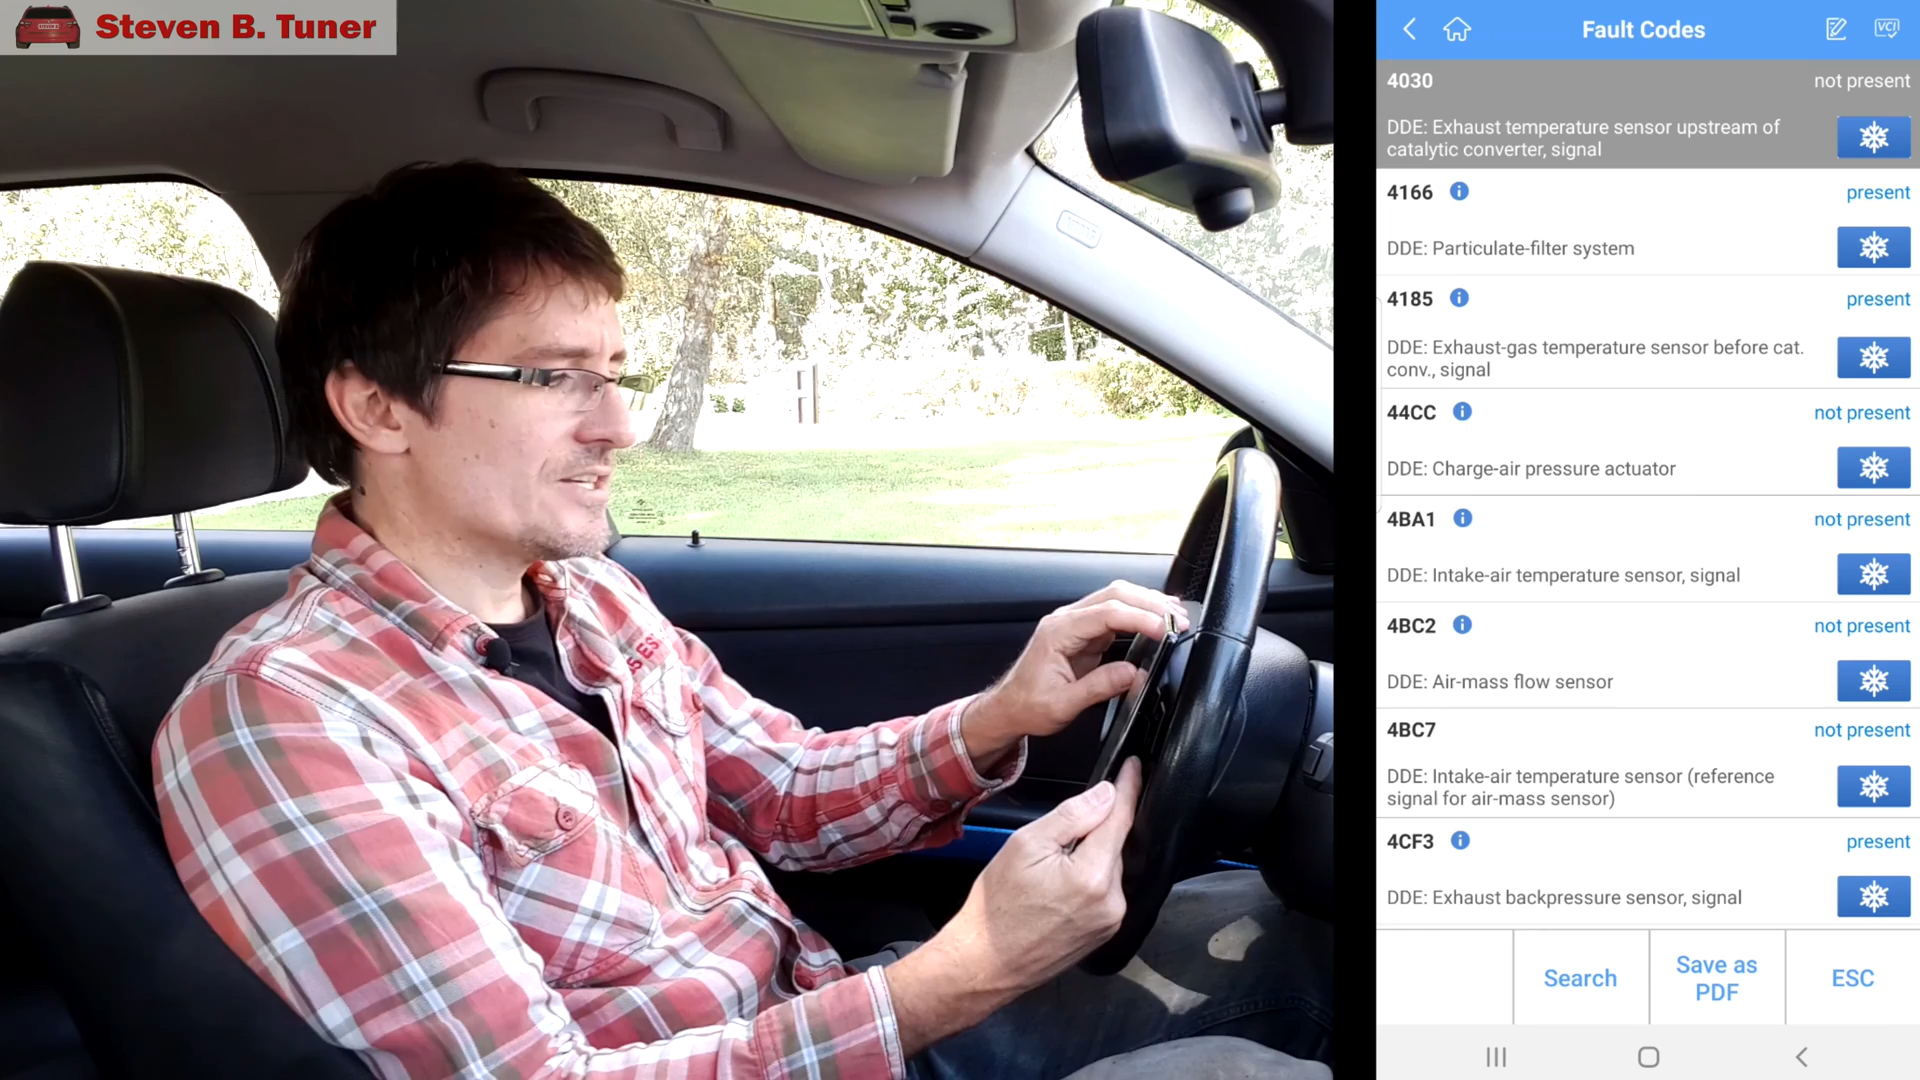 Steven B. Tuner
Fault Codes
VCI
4030 not present
DDE: Exhaust temperature sensor upstream of
catalytic converter, signal
4166 present
DDE: Particulate-filter system
4185 present
DDE: Exhaust-gas temperature sensor before cat.
conv., signal
44CC not present
DDE: Charge-air pressure actuator
4BA1 not present
DDE: Intake-air temperature sensor, signal
4BC2 not present
DDE: Air-mass flow sensor
4BC7 not present
DDE: Intake-air temperature sensor (reference
signal for air-mass sensor)
4CF3 present
DDE: Exhaust backpressure sensor, signal
Search
Save as
PDF
ESC